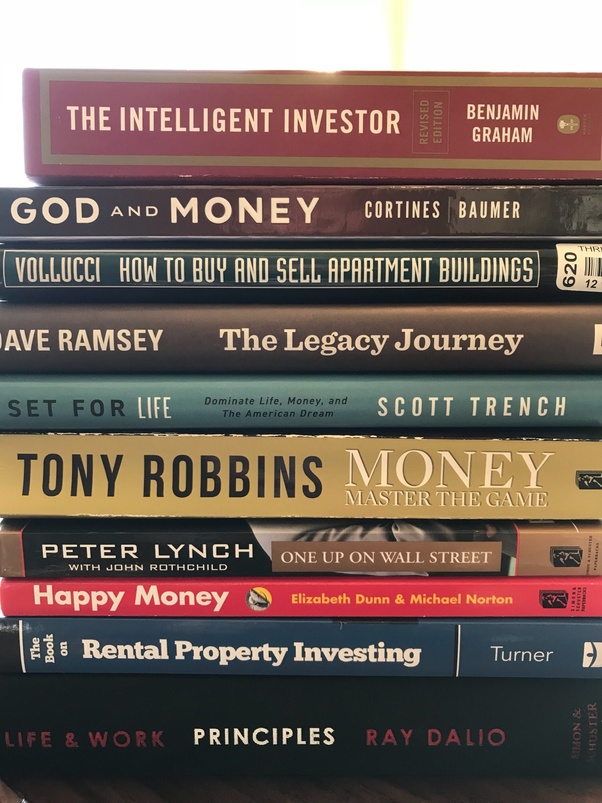 THE INTELLIGENT INVESTOR
REVISED
EDITION
BENJAMIN
GRAHAM
GOD AND MONEY
CORTINES
BAUMER
VOLLUCCI HOW TO BUY AND SELL APARTMENT BUILDINGS
620
12
DAVE RAMSEY The Legacy Journey
SET FOR LIFE
Dominate Life, Money, and
The American Dream
SCOTT TRENCH
TONY ROBBINS
MONEY
MASTER THE GAME
PETER LYNCH
WITH JOHN ROTHCHILD
ONE UP ON WALL STREET
Happy Money
Elizabeth Dunn & Michael Norton
The
Book
on
Rental Property Investing
Turner
LIFE & WORK PRINCIPLES RAY DALIO
SIMON &
SCHUSTER